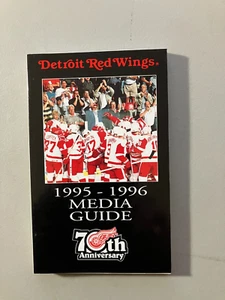 Detroit Red Wings®
1995 - 1996
MEDIA
GUIDE
70th
Anniversary